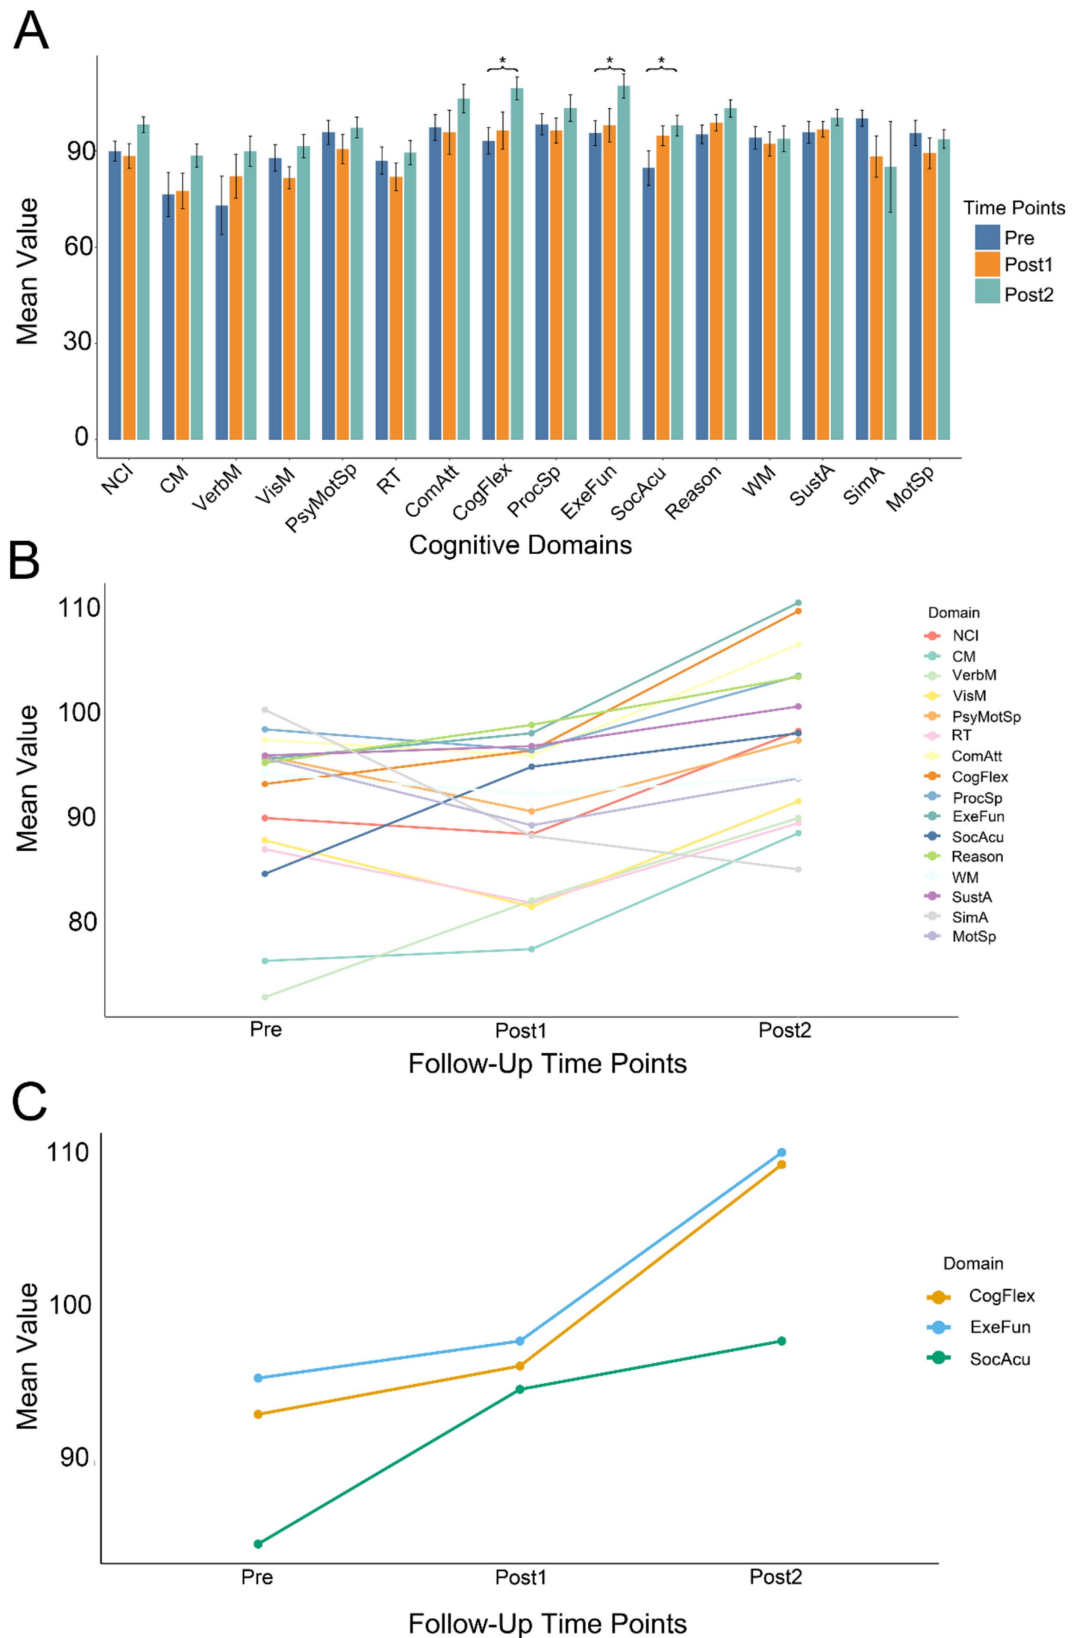 A
* * *
90
60
30
0
Mean Value
NCI
CM
VerbM
VisM
PsyMotSp
RT
ComAtt
CogFlex
ProcSp
ExeFun
SocAcu
Reason
WM
SustA
SimA
MotSp
Cognitive Domains
Time Points
Pre
Post1
Post2
B
110
100
90
80
Mean Value
Pre Post1 Post2
Follow-Up Time Points
Domain
NCI
CM
VerbM
VisM
PsyMotSp
RT
ComAtt
CogFlex
ProcSp
ExeFun
SocAcu
Reason
WM
SustA
SimA
MotSp
C
110
100
90
Mean Value
Pre Post1 Post2
Follow-Up Time Points
Domain
CogFlex
ExeFun
SocAcu